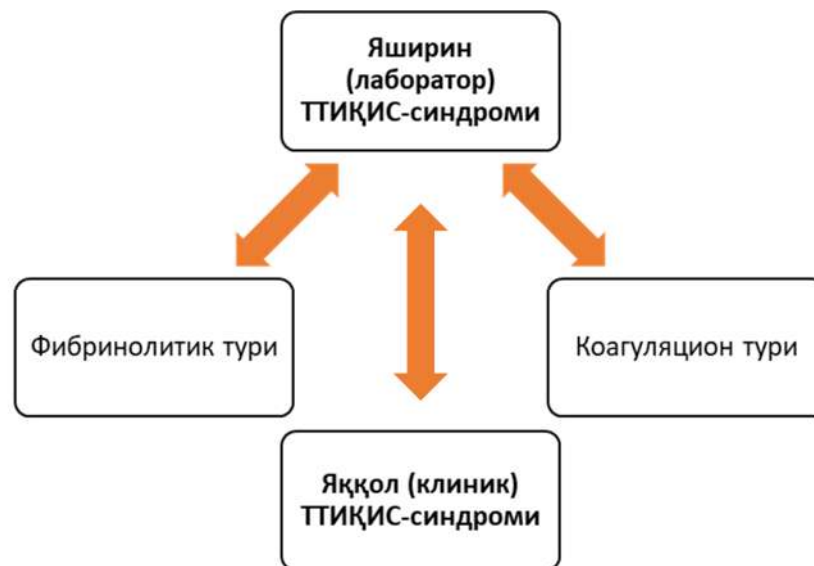 Яширин
(лаборатор)
ТТИҚИС-синдроми
Фибринолитик тури
Коагуляцион тури
Яққол (клиник)
ТТИҚИС-синдроми